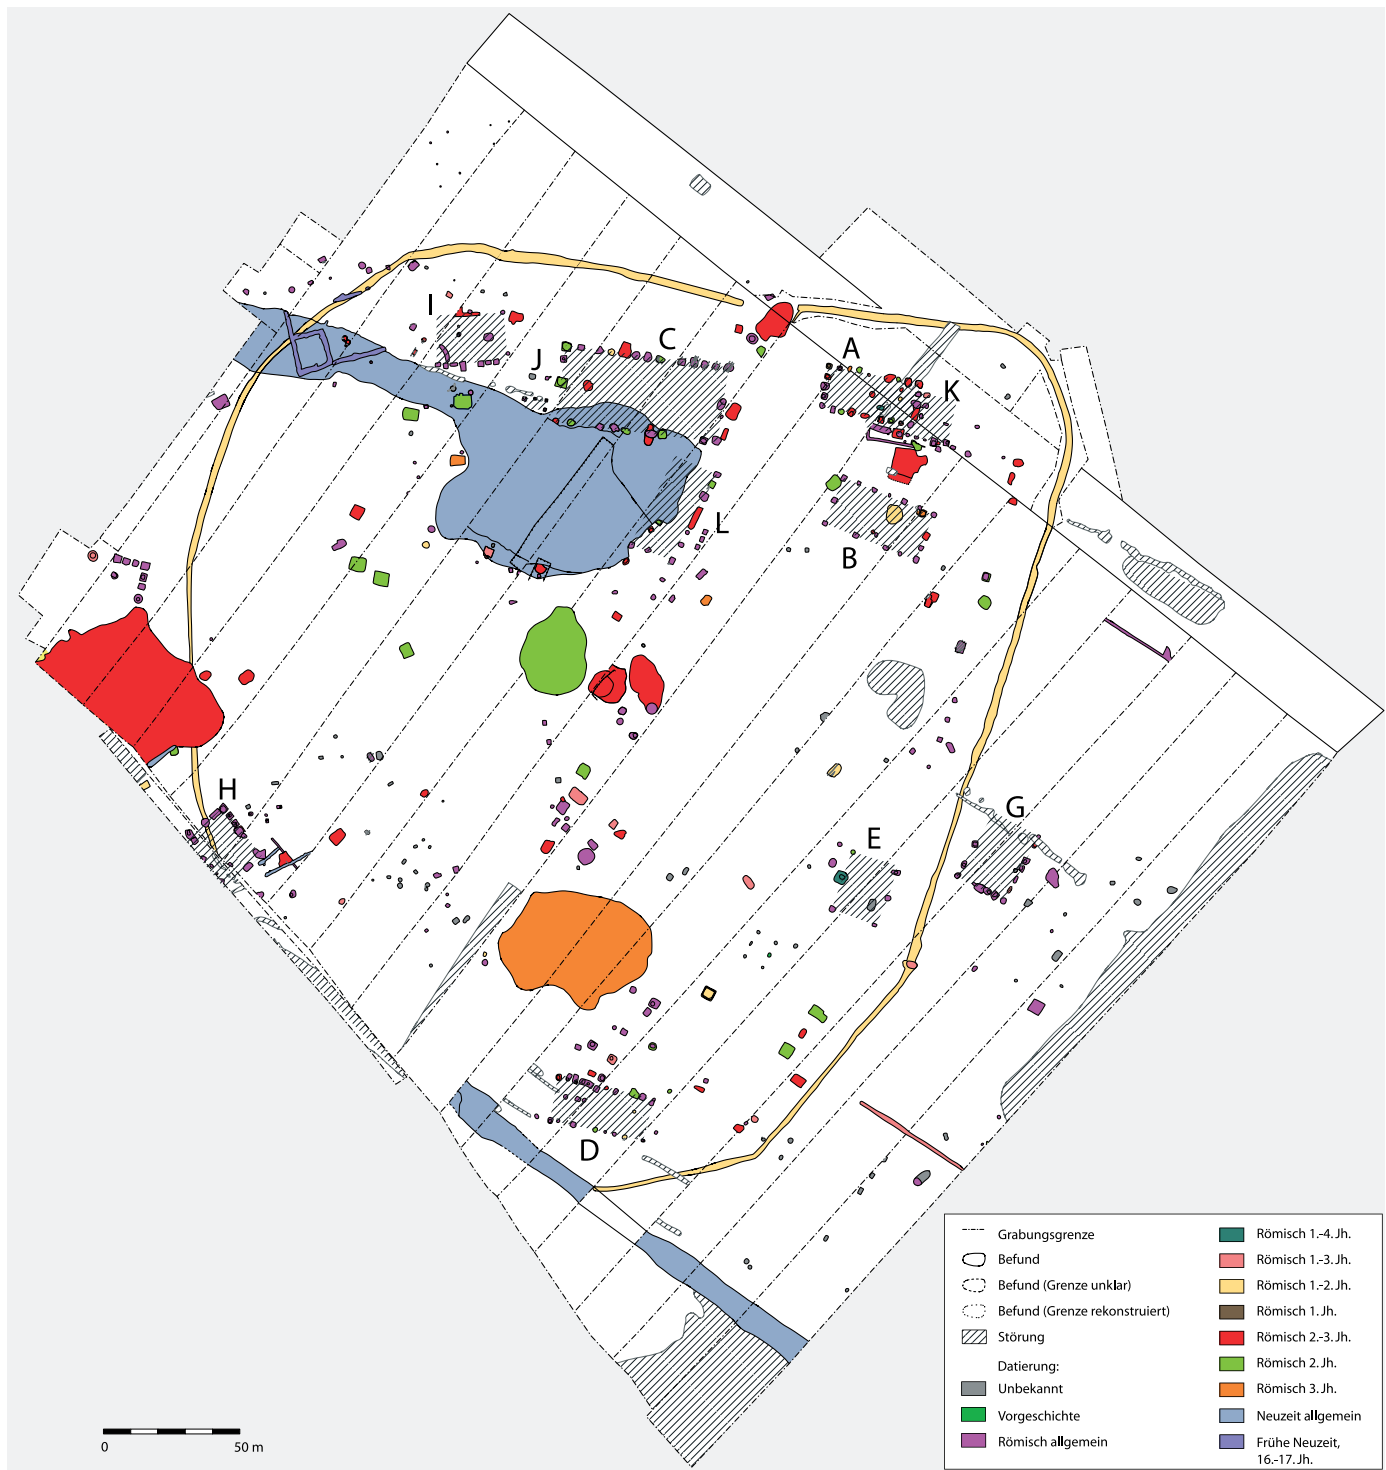 I
C
J
A
K
L
B
H
G
E
D
0 50 m
Grabungsgrenze
Befund
Befund (Grenze unklar)
Befund (Grenze rekonstruiert)
Störung
Datierung:
Unbekannt
Vorgeschichte
Römisch allgemein
Römisch 1.-4. Jh.
Römisch 1.-3. Jh.
Römisch 1.-2. Jh.
Römisch 1. Jh.
Römisch 2.-3. Jh.
Römisch 2. Jh.
Römisch 3. Jh.
Neuzeit allgemein
Frühe Neuzeit,
16.-17. Jh.